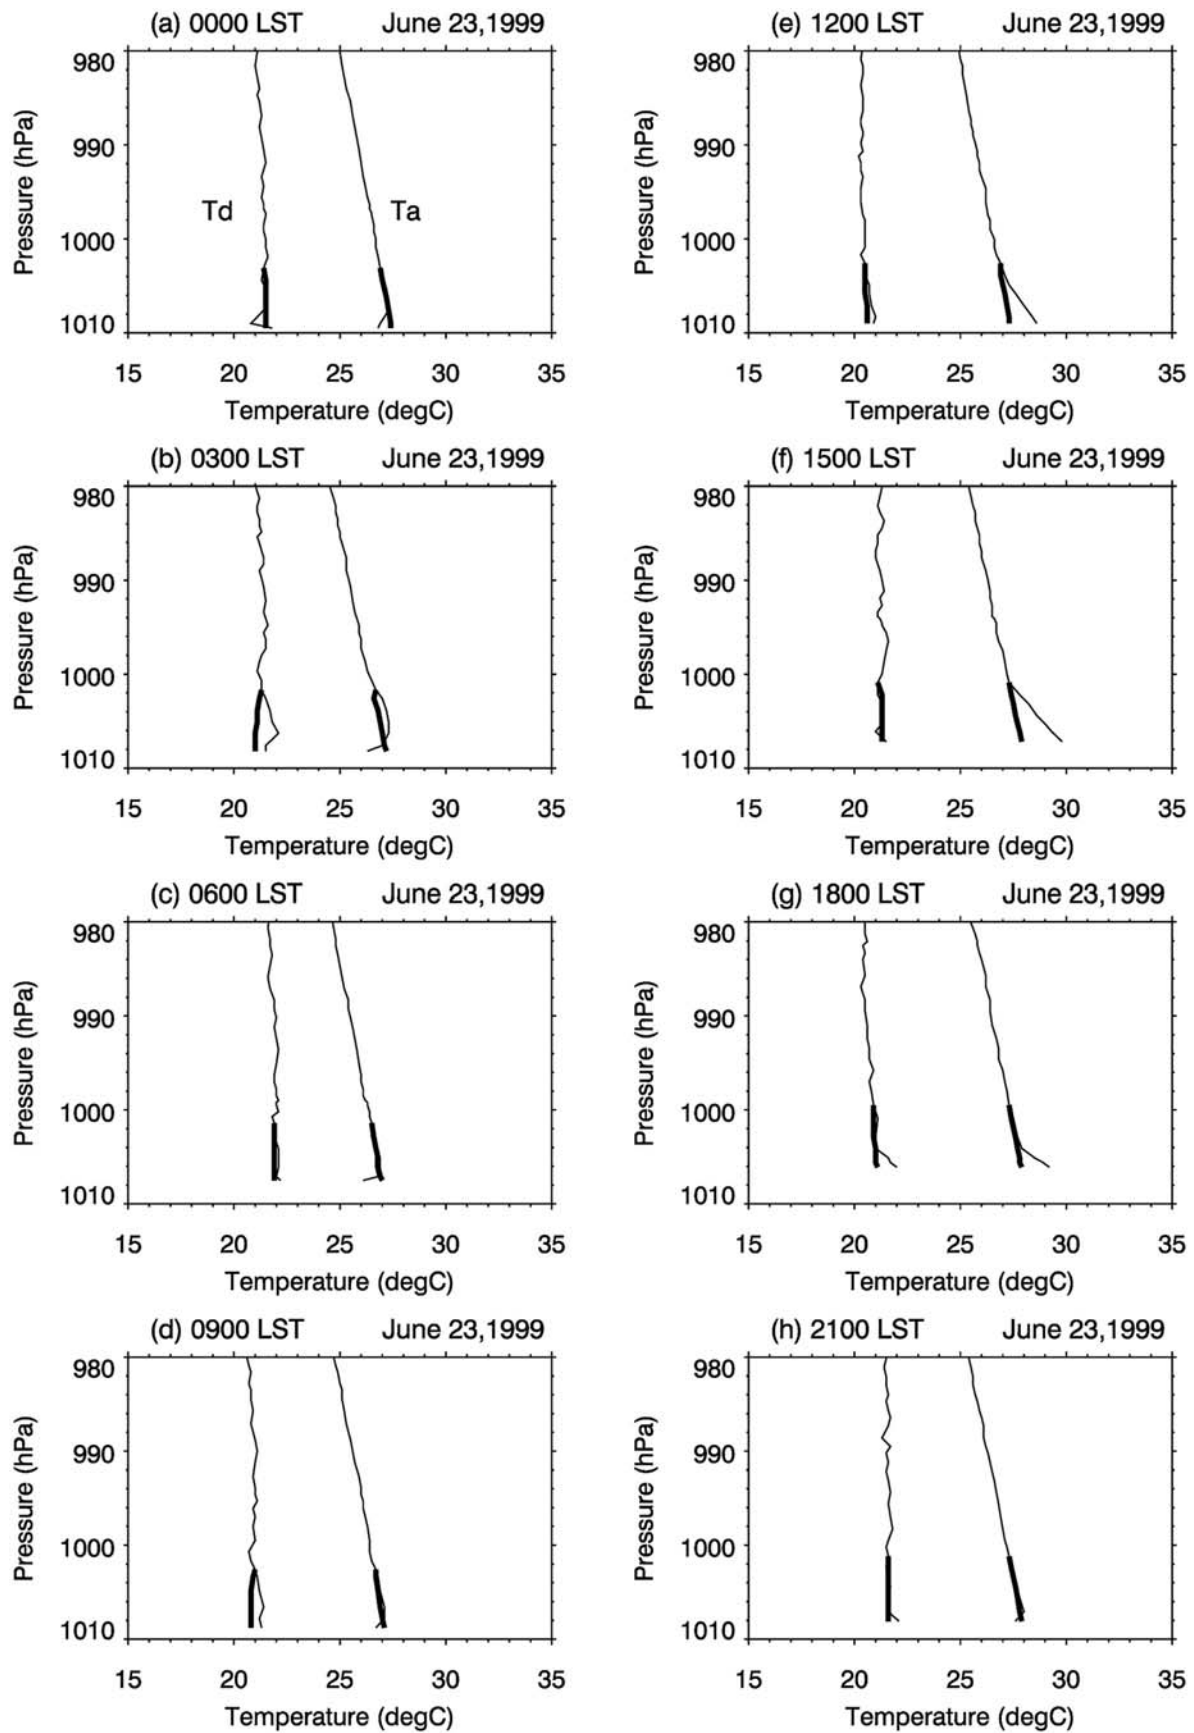 (a) 0000 LST June 23,1999
980
990
1000
1010
Pressure (hPa)
Td
Ta
15 20 25 30 35
Temperature (degC)
(e) 1200 LST June 23,1999
980
990
1000
1010
Pressure (hPa)
15 20 25 30 35
Temperature (degC)
(b) 0300 LST June 23,1999
980
990
1000
1010
Pressure (hPa)
15 20 25 30 35
Temperature (degC)
(f) 1500 LST June 23,1999
980
990
1000
1010
Pressure (hPa)
15 20 25 30 35
Temperature (degC)
(c) 0600 LST June 23,1999
980
990
1000
1010
Pressure (hPa)
15 20 25 30 35
Temperature (degC)
(g) 1800 LST June 23,1999
980
990
1000
1010
Pressure (hPa)
15 20 25 30 35
Temperature (degC)
(d) 0900 LST June 23,1999
980
990
1000
1010
Pressure (hPa)
15 20 25 30 35
Temperature (degC)
(h) 2100 LST June 23,1999
980
990
1000
1010
Pressure (hPa)
15 20 25 30 35
Temperature (degC)